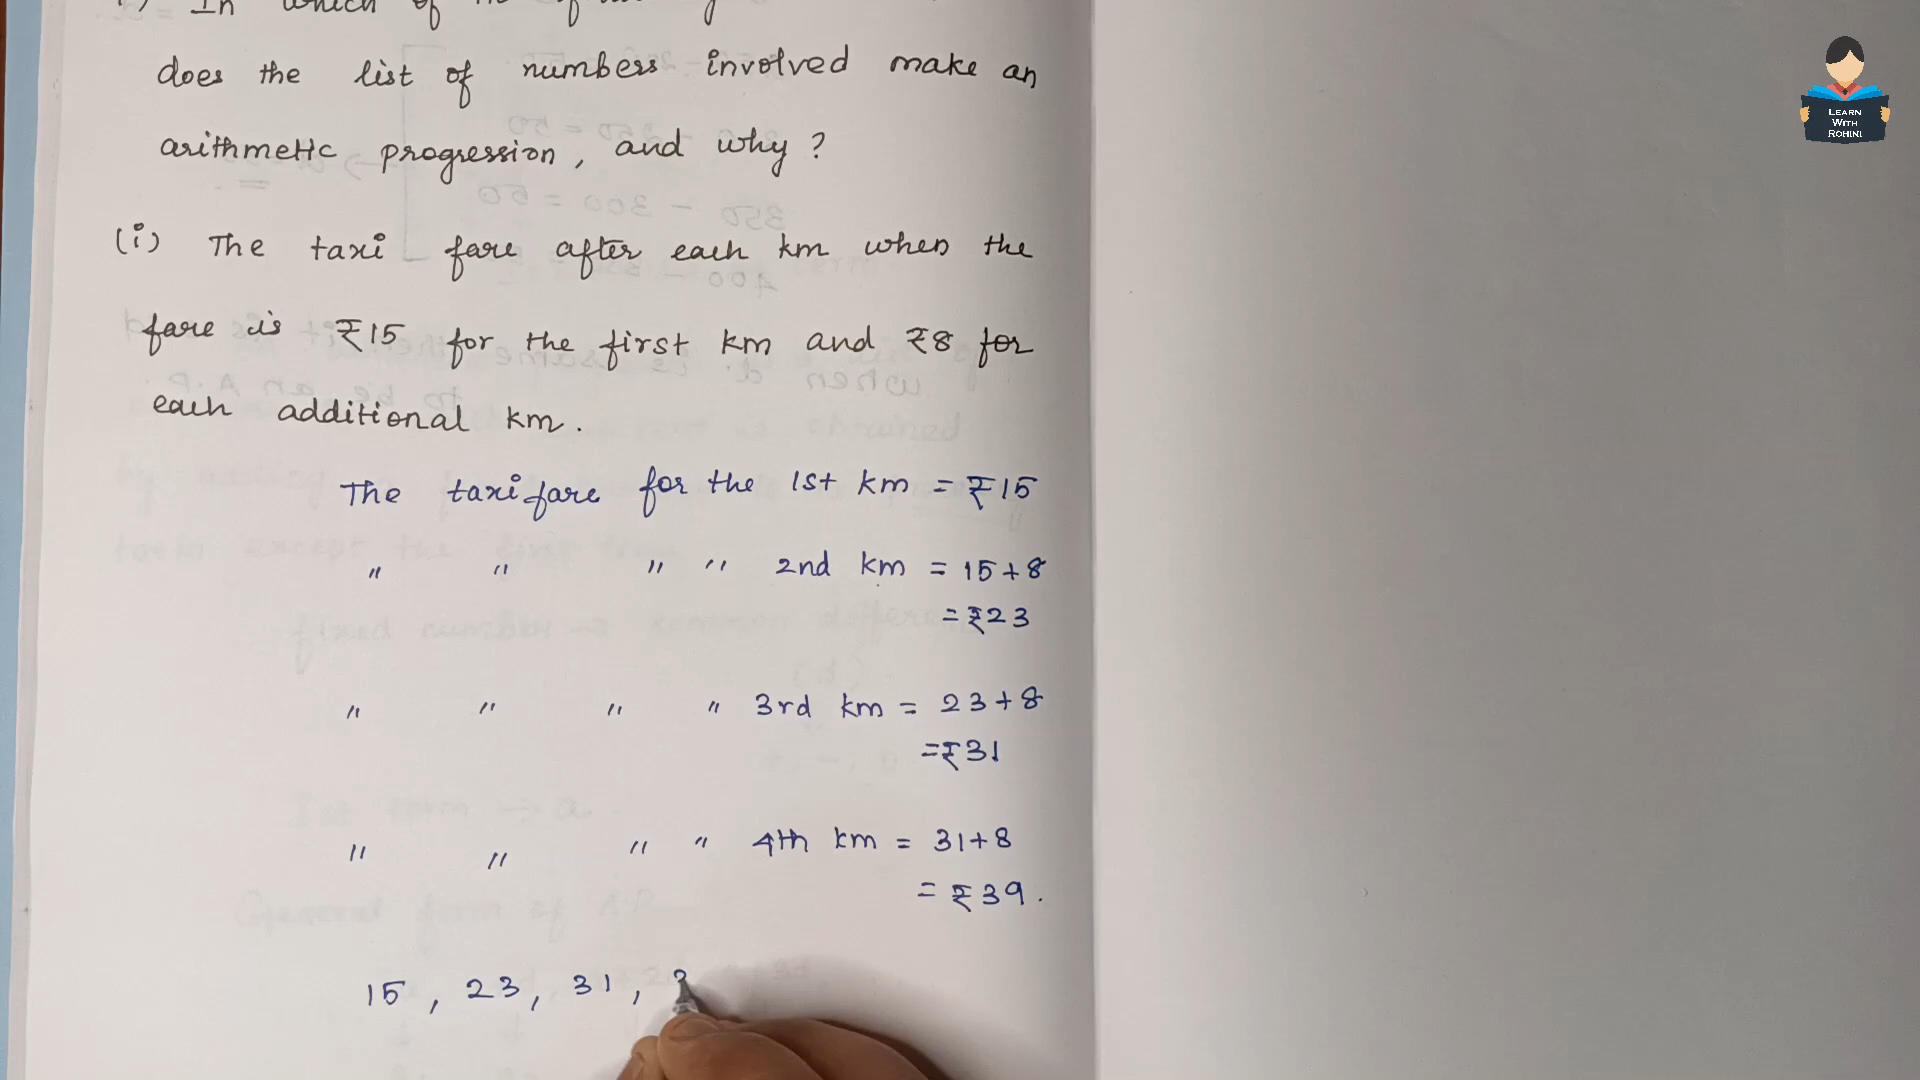 In which of
does the list of numbers involved make an
arithmetic progression, and why?
(i) The taxi fare after each km when the
fare is ₹15 for the first km and ₹8 for
each additional km.
The taxi fare for the 1st km = ₹15
" " " " 2nd km = 15+8
= ₹23
" " " " 3rd km = 23+8
= ₹31
" " " " 4th km = 31+8
= ₹39.
15, 23, 31,
LEARN
WITH
ROHINI